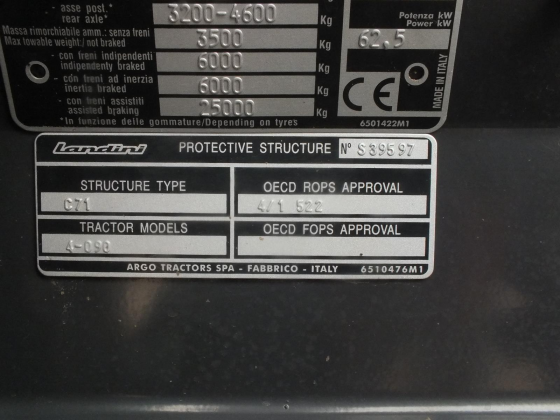 - asse post.*
rear axle*
3200-4600 Kg
Massa rimorchiabile amm.: senza freni
Max towable weight:/ not braked
3500 Kg
- con freni indipendenti
independenty braked
6000 Kg
- con freni ad inerzia
inertia braked
6000 Kg
- con freni assistiti
assisted braking
25000 Kg
*In funzione delle gommature/Depending on tyres
Potenza kW
Power kW
62,5
CE
MADE IN ITALY
6501422M1
Landini PROTECTIVE STRUCTURE N° S39597
STRUCTURE TYPE
C71
OECD ROPS APPROVAL
4/1 522
TRACTOR MODELS
4-090
OECD FOPS APPROVAL
ARGO TRACTORS SPA - FABBRICO - ITALY 6510476M1